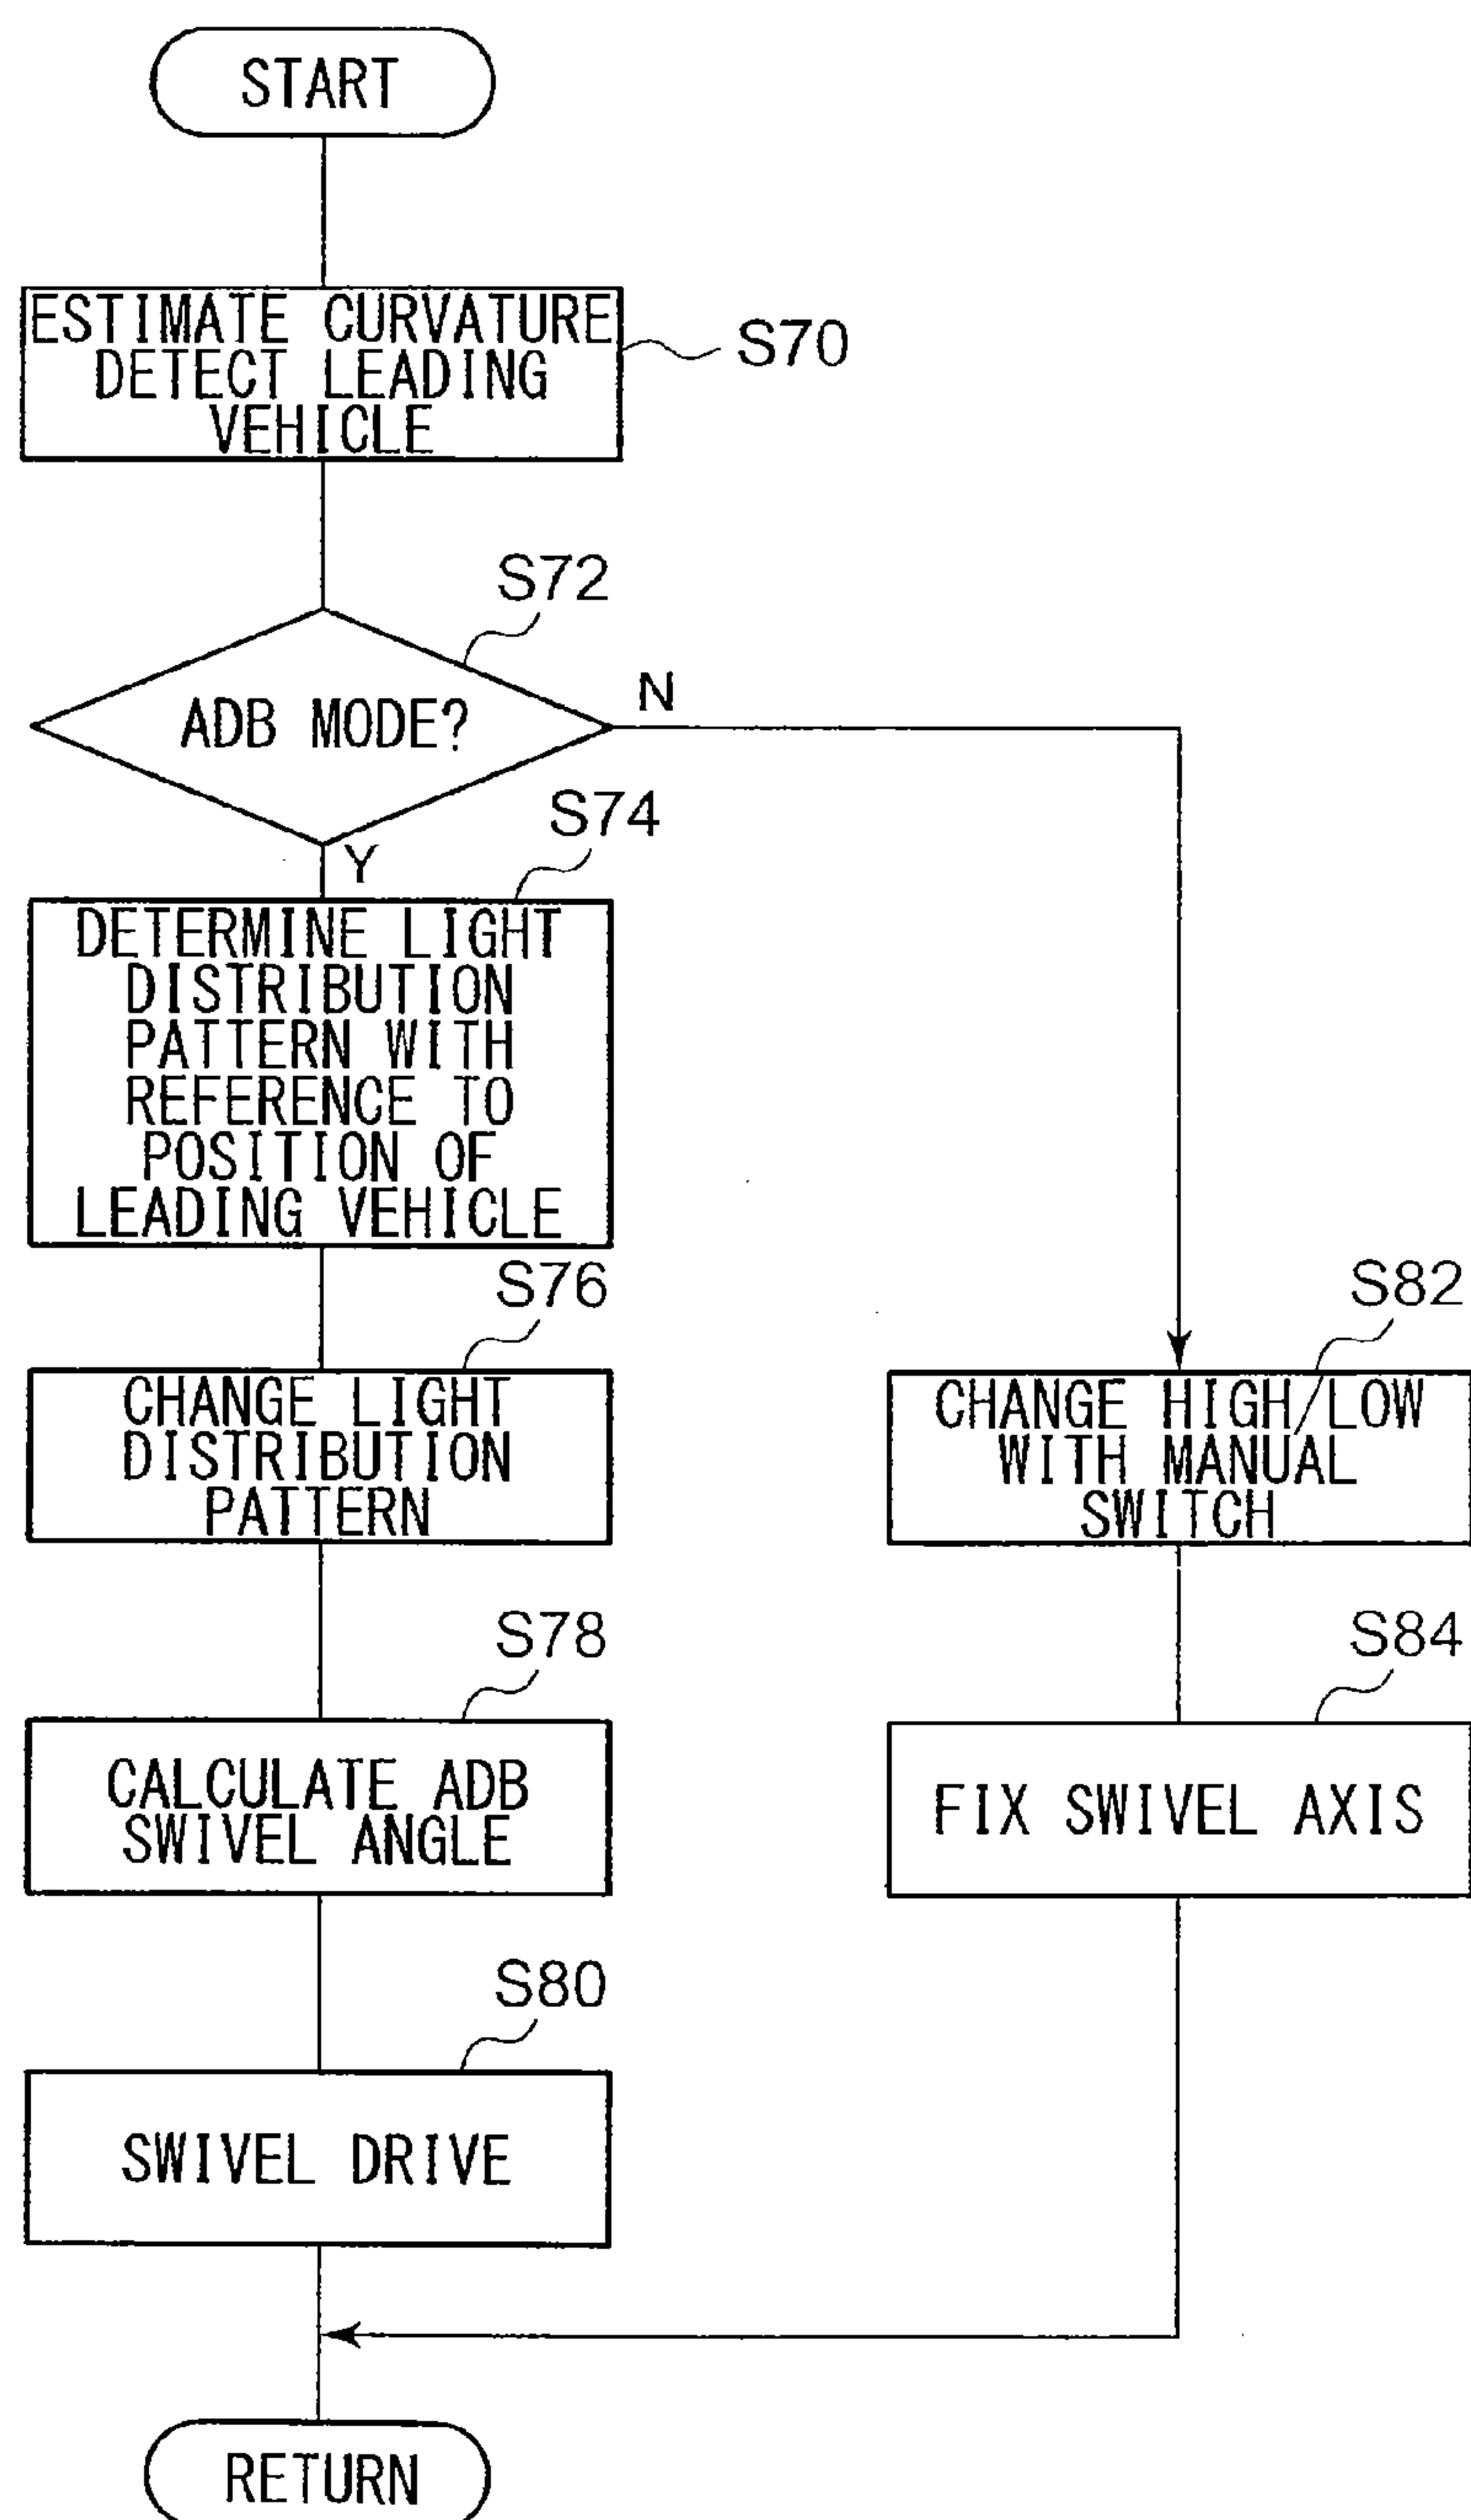 START
ESTIMATE CURVATURE
DETECT LEADING
VEHICLE
S70
S72
ADB MODE?
N
Y
S74
DETERMINE LIGHT
DISTRIBUTION
PATTERN WITH
REFERENCE TO
POSITION OF
LEADING VEHICLE
S76
CHANGE LIGHT
DISTRIBUTION
PATTERN
S78
CALCULATE ADB
SWIVEL ANGLE
S80
SWIVEL DRIVE
S82
CHANGE HIGH/LOW
WITH MANUAL
SWITCH
S84
FIX SWIVEL AXIS
RETURN